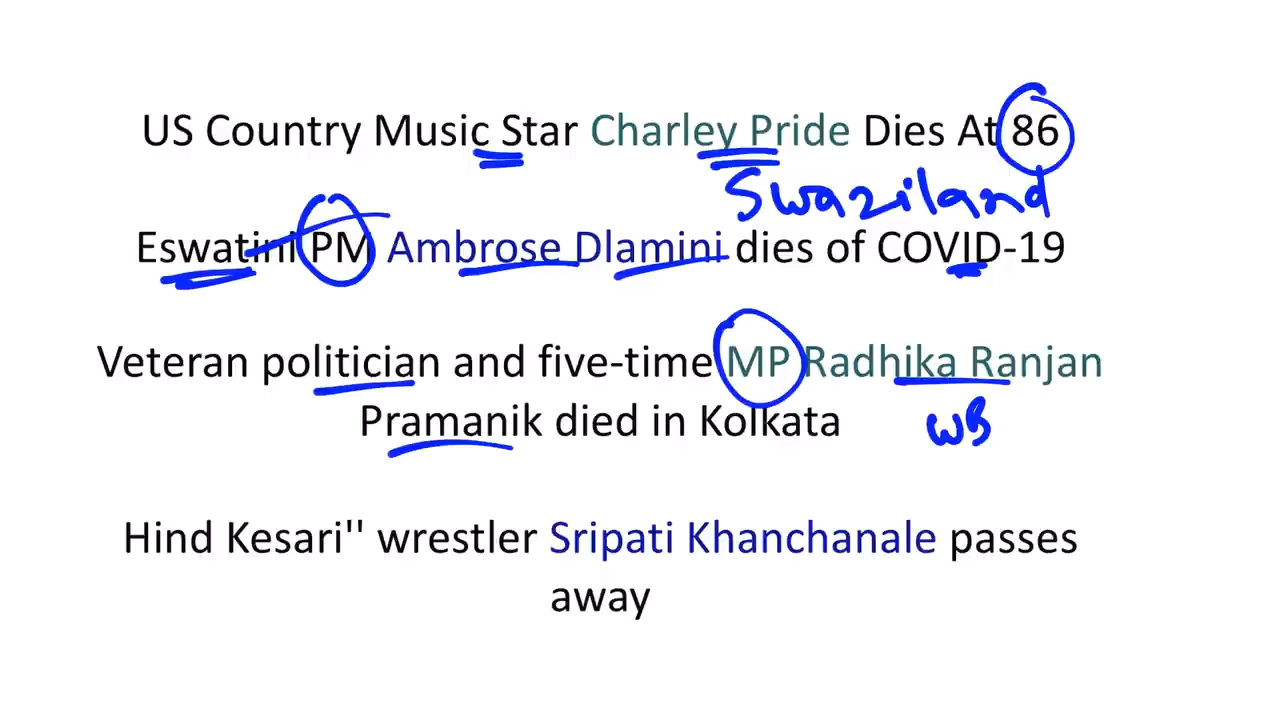 US Country Music Star Charley Pride Dies At 86
Swaziland
Eswatini PM Ambrose Dlamini dies of COVID-19
Veteran politician and five-time MP Radhika Ranjan
Pramanik died in Kolkata
WB
Hind Kesari'' wrestler Sripati Khanchanale passes
away